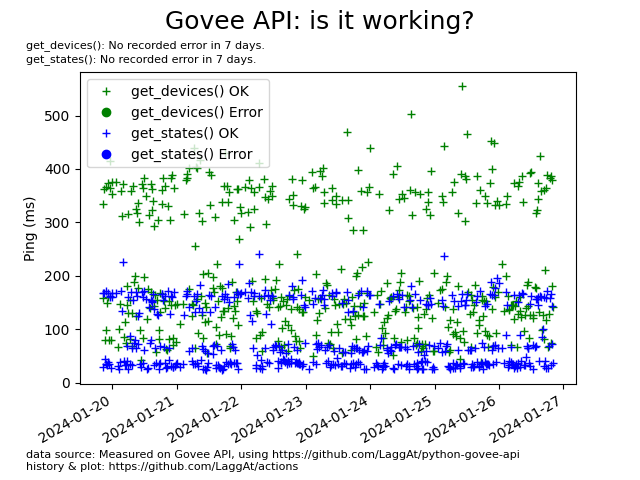 Govee API: is it working?
get_devices(): No recorded error in 7 days.
get_states(): No recorded error in 7 days.
get_devices() OK
get_devices() Error
get_states() OK
get_states() Error
Ping (ms)
500
400
300
200
100
0
2024-01-20
2024-01-21
2024-01-22
2024-01-23
2024-01-24
2024-01-25
2024-01-26
2024-01-27
data source: Measured on Govee API, using https://github.com/LaggAt/python-govee-api
history & plot: https://github.com/LaggAt/actions